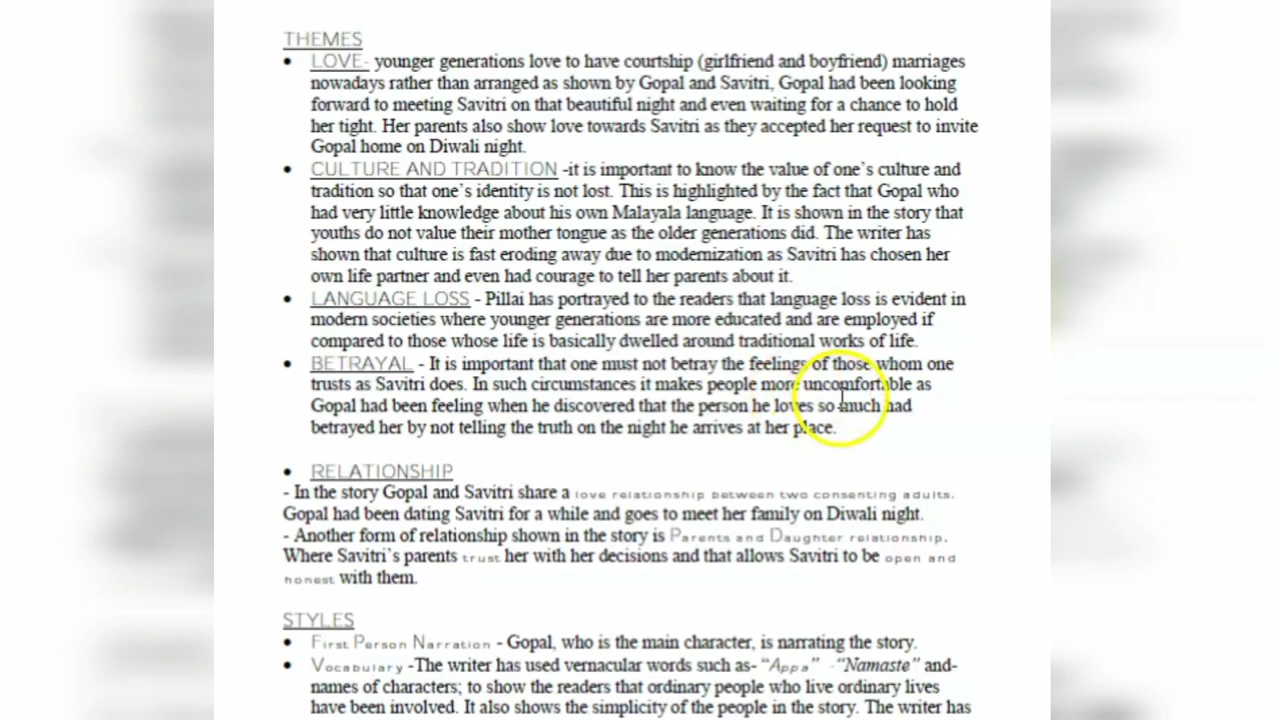 THEMES
• LOVE- younger generations love to have courtship (girlfriend and boyfriend) marriages
nowadays rather than arranged as shown by Gopal and Savitri, Gopal had been looking
forward to meeting Savitri on that beautiful night and even waiting for a chance to hold
her tight. Her parents also show love towards Savitri as they accepted her request to invite
Gopal home on Diwali night.
• CULTURE AND TRADITION -it is important to know the value of one's culture and
tradition so that one's identity is not lost. This is highlighted by the fact that Gopal who
had very little knowledge about his own Malayala language. It is shown in the story that
youths do not value their mother tongue as the older generations did. The writer has
shown that culture is fast eroding away due to modernization as Savitri has chosen her
own life partner and even had courage to tell her parents about it.
• LANGUAGE LOSS - Pillai has portrayed to the readers that language loss is evident in
modern societies where younger generations are more educated and are employed if
compared to those whose life is basically dwelled around traditional works of life.
• BETRAYAL - It is important that one must not betray the feelings of those whom one
trusts as Savitri does. In such circumstances it makes people more uncomfortable as
Gopal had been feeling when he discovered that the person he loves so much had
betrayed her by not telling the truth on the night he arrives at her place.
• RELATIONSHIP
- In the story Gopal and Savitri share a love relationship between two consenting adults.
Gopal had been dating Savitri for a while and goes to meet her family on Diwali night.
- Another form of relationship shown in the story is Parents and Daughter relationship.
Where Savitri's parents trust her with her decisions and that allows Savitri to be open and
honest with them.
STYLES
• First Person Narration - Gopal, who is the main character, is narrating the story.
• Vocabulary -The writer has used vernacular words such as- "Appa" -"Namaste" and-
names of characters; to show the readers that ordinary people who live ordinary lives
have been involved. It also shows the simplicity of the people in the story. The writer has